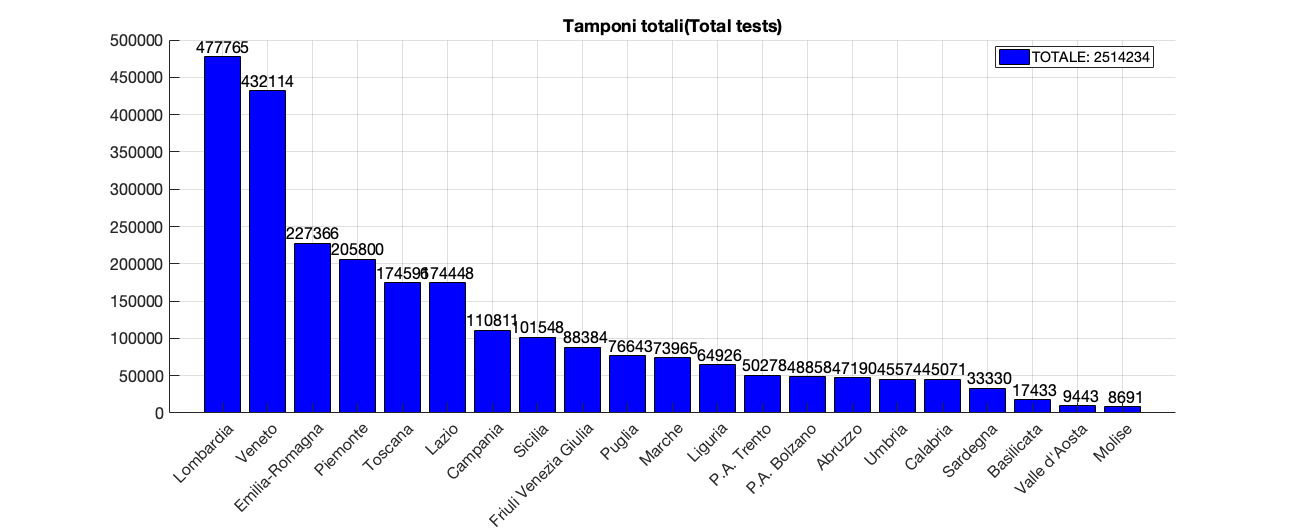 Tamponi totali(Total tests)
TOTALE: 2514234
500000
450000
400000
350000
300000
250000
200000
150000
100000
50000
0
477765
432114
227366
205800
174596
174448
110811
101548
88384
76643
73965
64926
50278
48858
47190
45574
45071
33330
17433
9443
8691
Lombardia
Veneto
Emilia-Romagna
Piemonte
Toscana
Lazio
Campania
Sicilia
Friuli Venezia Giulia
Puglia
Marche
Liguria
P.A. Trento
P.A. Bolzano
Abruzzo
Umbria
Calabria
Sardegna
Basilicata
Valle d'Aosta
Molise